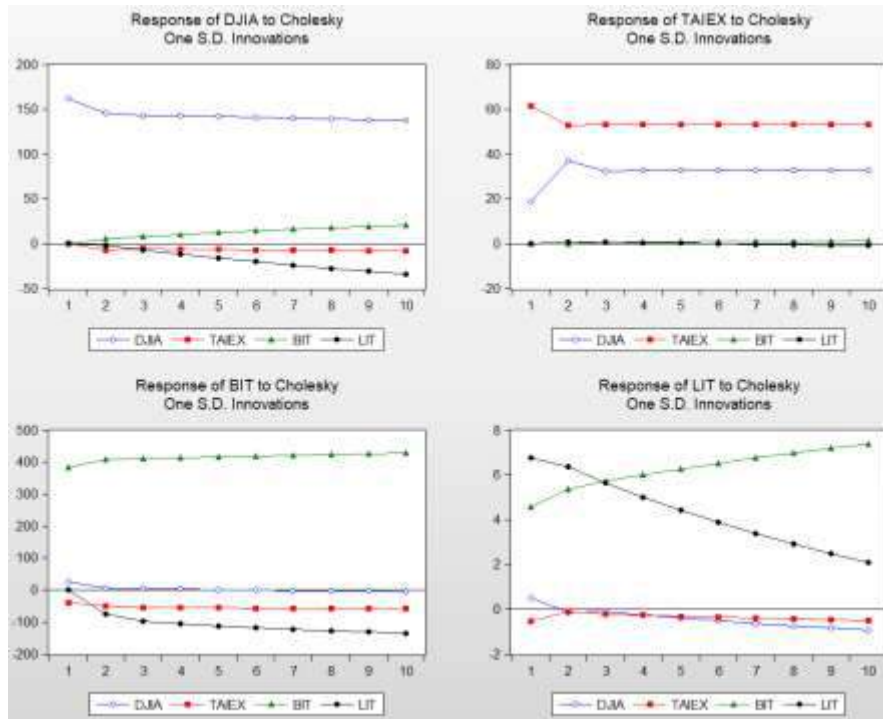 Response of DJIA to Cholesky
One S.D. Innovations
200
150
100
50
0
-50
1 2 3 4 5 6 7 8 9 10
DJIA TAIEX BIT LIT
Response of TAIEX to Cholesky
One S.D. Innovations
80
60
40
20
0
-20
1 2 3 4 5 6 7 8 9 10
DJIA TAIEX BIT LIT
Response of BIT to Cholesky
One S.D. Innovations
500
400
300
200
100
0
-100
-200
1 2 3 4 5 6 7 8 9 10
DJIA TAIEX BIT LIT
Response of LIT to Cholesky
One S.D. Innovations
8
6
4
2
0
-2
1 2 3 4 5 6 7 8 9 10
DJIA TAIEX BIT LIT